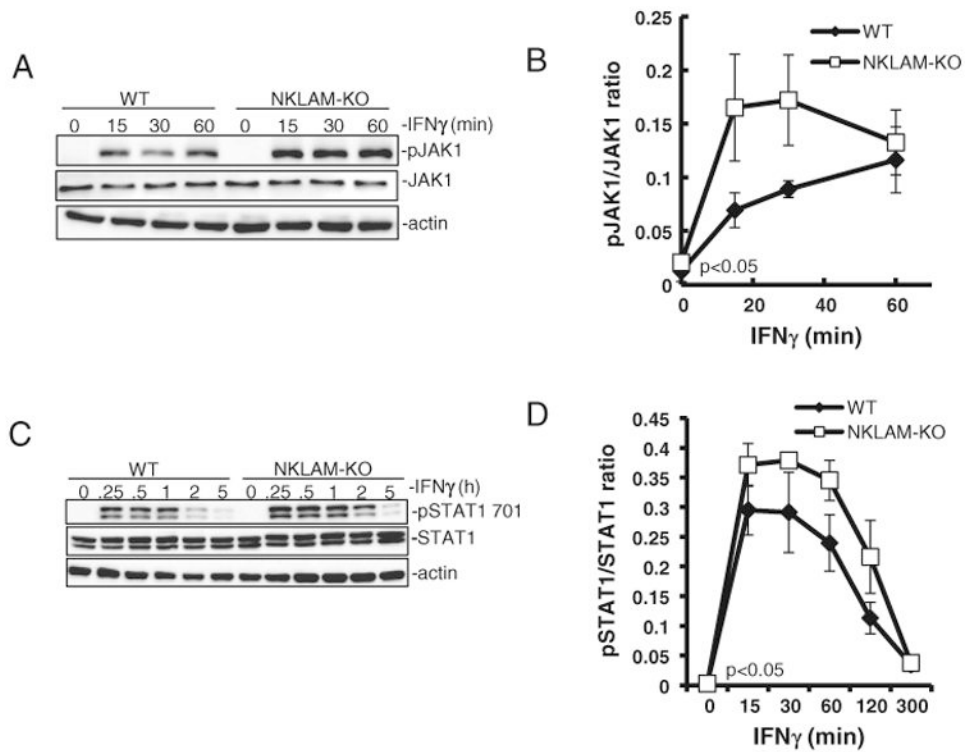 A
WT NKLAM-KO
0 15 30 60 0 15 30 60 -IFNγ (min)
-pJAK1
-JAK1
-actin
B
WT
NKLAM-KO
pJAK1/JAK1 ratio
0.25
0.2
0.15
0.1
0.05
0
p<0.05
0 20 40 60
IFNγ (min)
C
WT NKLAM-KO
0 .25 .5 1 2 5 0 .25 .5 1 2 5 -IFNγ (h)
-pSTAT1 701
-STAT1
-actin
D
WT
NKLAM-KO
pSTAT1/STAT1 ratio
0.45
0.4
0.35
0.3
0.25
0.2
0.15
0.1
0.05
0
p<0.05
0 15 30 60 120 300
IFNγ (min)